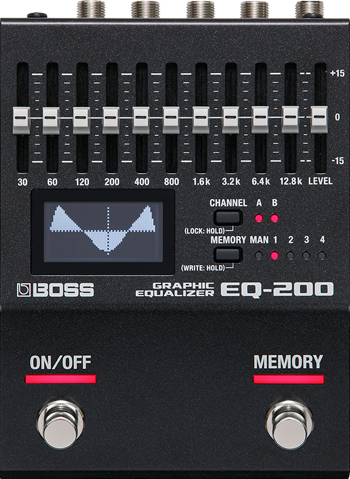 +15
0
-15
30 60 120 200 400 800 1.6k 3.2k 6.4k 12.8k LEVEL
CHANNEL A B
(LOCK: HOLD)
MEMORY MAN 1 2 3 4
(WRITE: HOLD)
BOSS GRAPHIC EQUALIZER EQ-200
ON/OFF MEMORY